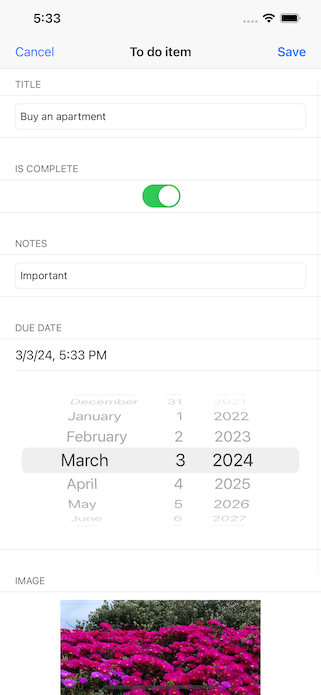 5:33
Cancel To do item Save
TITLE
Buy an apartment
IS COMPLETE
NOTES
Important
DUE DATE
3/3/24, 5:33 PM
December 31 2021
January 1 2022
February 2 2023
March 3 2024
April 4 2025
May 5 2026
June 6 2027
IMAGE